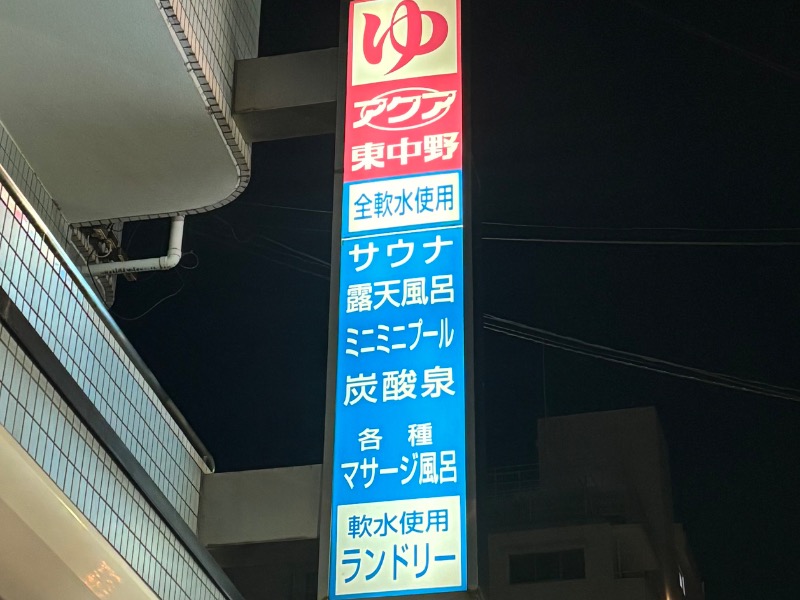 ゆ
アクア
東中野
全軟水使用
サウナ
露天風呂
ミニミニプール
炭酸泉
各種
マサージ風呂
軟水使用
ランドリー